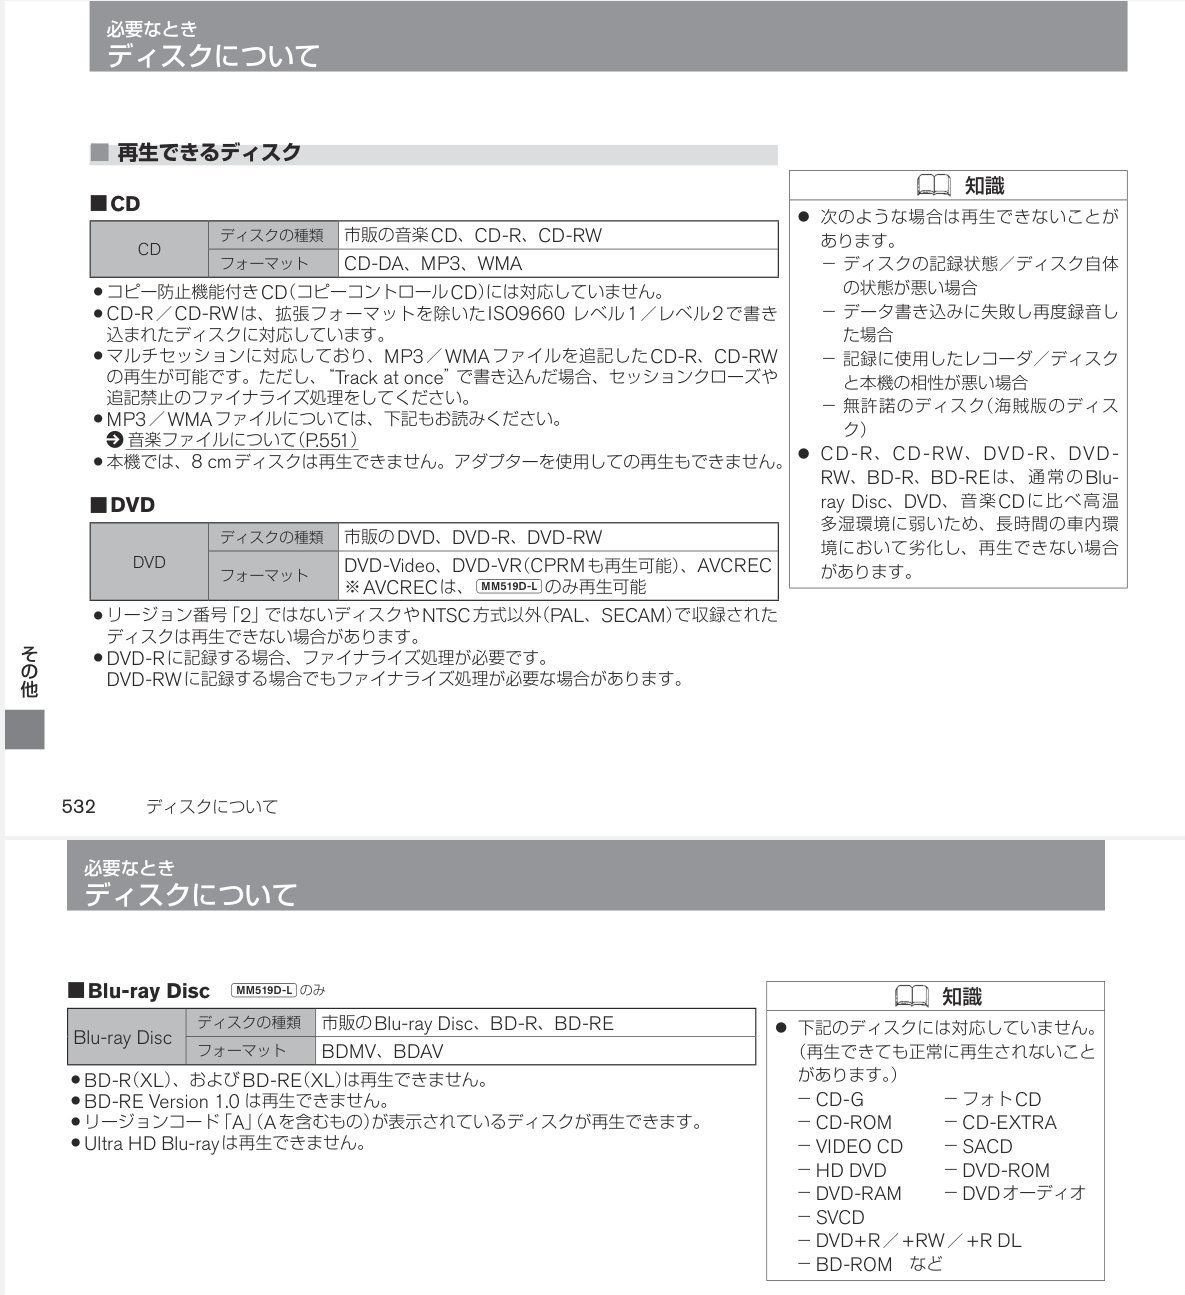 必要なとき
ディスクについて
■ 再生できるディスク
■CD
CD
ディスクの種類
市販の音楽CD、CD-R、CD-RW
フォーマット
CD-DA、MP3、WMA
●コピー防止機能付きCD(コピーコントロールCD)には対応していません。
●CD-R／CD-RWは、拡張フォーマットを除いたISO9660 レベル1／レベル2で書き
込まれたディスクに対応しています。
●マルチセッションに対応しており、MP3／WMAファイルを追記したCD-R、CD-RW
の再生が可能です。ただし、“Track at once”で書き込んだ場合、セッションクローズや
追記禁止のファイナライズ処理をしてください。
●MP3／WMAファイルについては、下記もお読みください。
音楽ファイルについて(P.551)
●本機では、8 cmディスクは再生できません。アダプターを使用しての再生もできません。
■DVD
DVD
ディスクの種類
市販のDVD、DVD-R、DVD-RW
フォーマット
DVD-Video、DVD-VR(CPRMも再生可能)、AVCREC
※AVCRECは、MM519D-Lのみ再生可能
●リージョン番号「2」ではないディスクやNTSC方式以外(PAL、SECAM)で収録された
ディスクは再生できない場合があります。
●DVD-Rに記録する場合、ファイナライズ処理が必要です。
DVD-RWに記録する場合でもファイナライズ処理が必要な場合があります。
知識
● 次のような場合は再生できないことが
あります。
− ディスクの記録状態／ディスク自体
の状態が悪い場合
− データ書き込みに失敗し再度録音し
た場合
− 記録に使用したレコーダ／ディスク
と本機の相性が悪い場合
− 無許諾のディスク(海賊版のディス
ク)
● CD-R、CD-RW、DVD-R、DVD-
RW、BD-R、BD-REは、通常のBlu-
ray Disc、DVD、音楽CDに比べ高温
多湿環境に弱いため、長時間の車内環
境において劣化し、再生できない場合
があります。
その他
532 ディスクについて
必要なとき
ディスクについて
■Blu-ray Disc MM519D-Lのみ
Blu-ray Disc
ディスクの種類
市販のBlu-ray Disc、BD-R、BD-RE
フォーマット
BDMV、BDAV
●BD-R(XL)、およびBD-RE(XL)は再生できません。
●BD-RE Version 1.0 は再生できません。
●リージョンコード「A」(Aを含むもの)が表示されているディスクが再生できます。
●Ultra HD Blu-rayは再生できません。
知識
● 下記のディスクには対応していません。
(再生できても正常に再生されないこと
があります。)
− CD-G − フォトCD
− CD-ROM − CD-EXTRA
− VIDEO CD − SACD
− HD DVD − DVD-ROM
− DVD-RAM − DVDオーディオ
− SVCD
− DVD+R／+RW／+R DL
− BD-ROM など